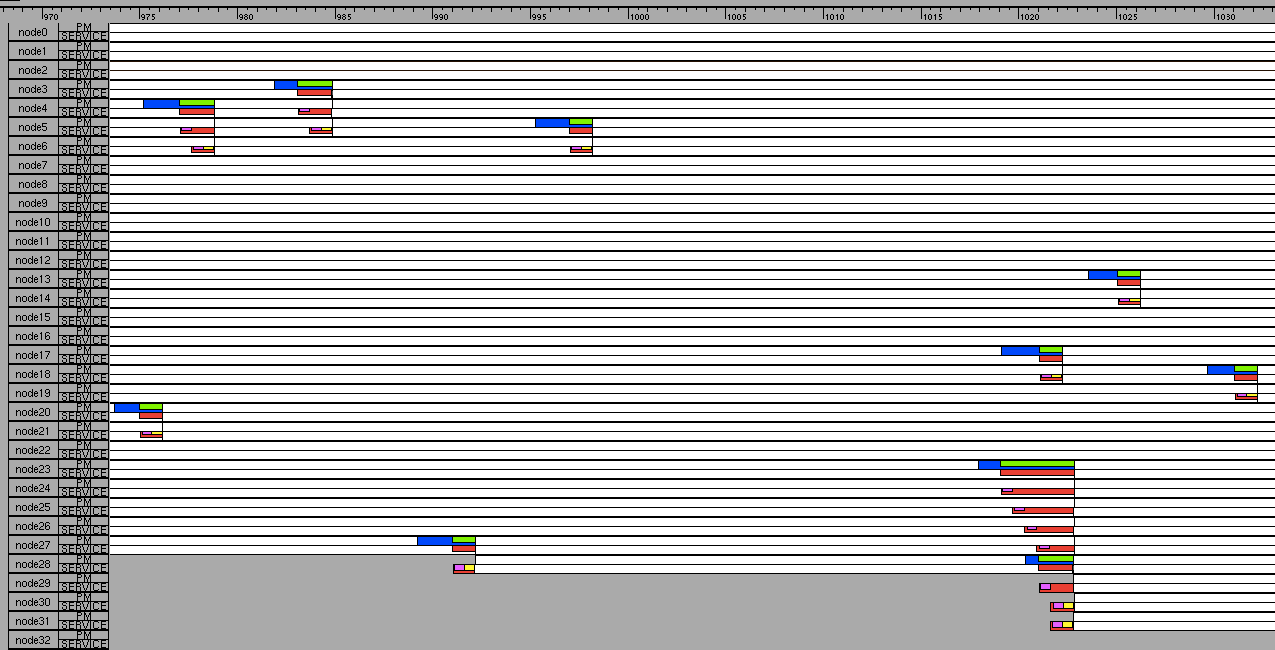 970 975 980 985 990 995 1000 1005 1010 1015 1020 1025 1030
node0 PM
SERVICE
node1 PM
SERVICE
node2 PM
SERVICE
node3 PM
SERVICE
node4 PM
SERVICE
node5 PM
SERVICE
node6 PM
SERVICE
node7 PM
SERVICE
node8 PM
SERVICE
node9 PM
SERVICE
node10 PM
SERVICE
node11 PM
SERVICE
node12 PM
SERVICE
node13 PM
SERVICE
node14 PM
SERVICE
node15 PM
SERVICE
node16 PM
SERVICE
node17 PM
SERVICE
node18 PM
SERVICE
node19 PM
SERVICE
node20 PM
SERVICE
node21 PM
SERVICE
node22 PM
SERVICE
node23 PM
SERVICE
node24 PM
SERVICE
node25 PM
SERVICE
node26 PM
SERVICE
node27 PM
SERVICE
node28 PM
SERVICE
node29 PM
SERVICE
node30 PM
SERVICE
node31 PM
SERVICE
node32 PM
SERVICE